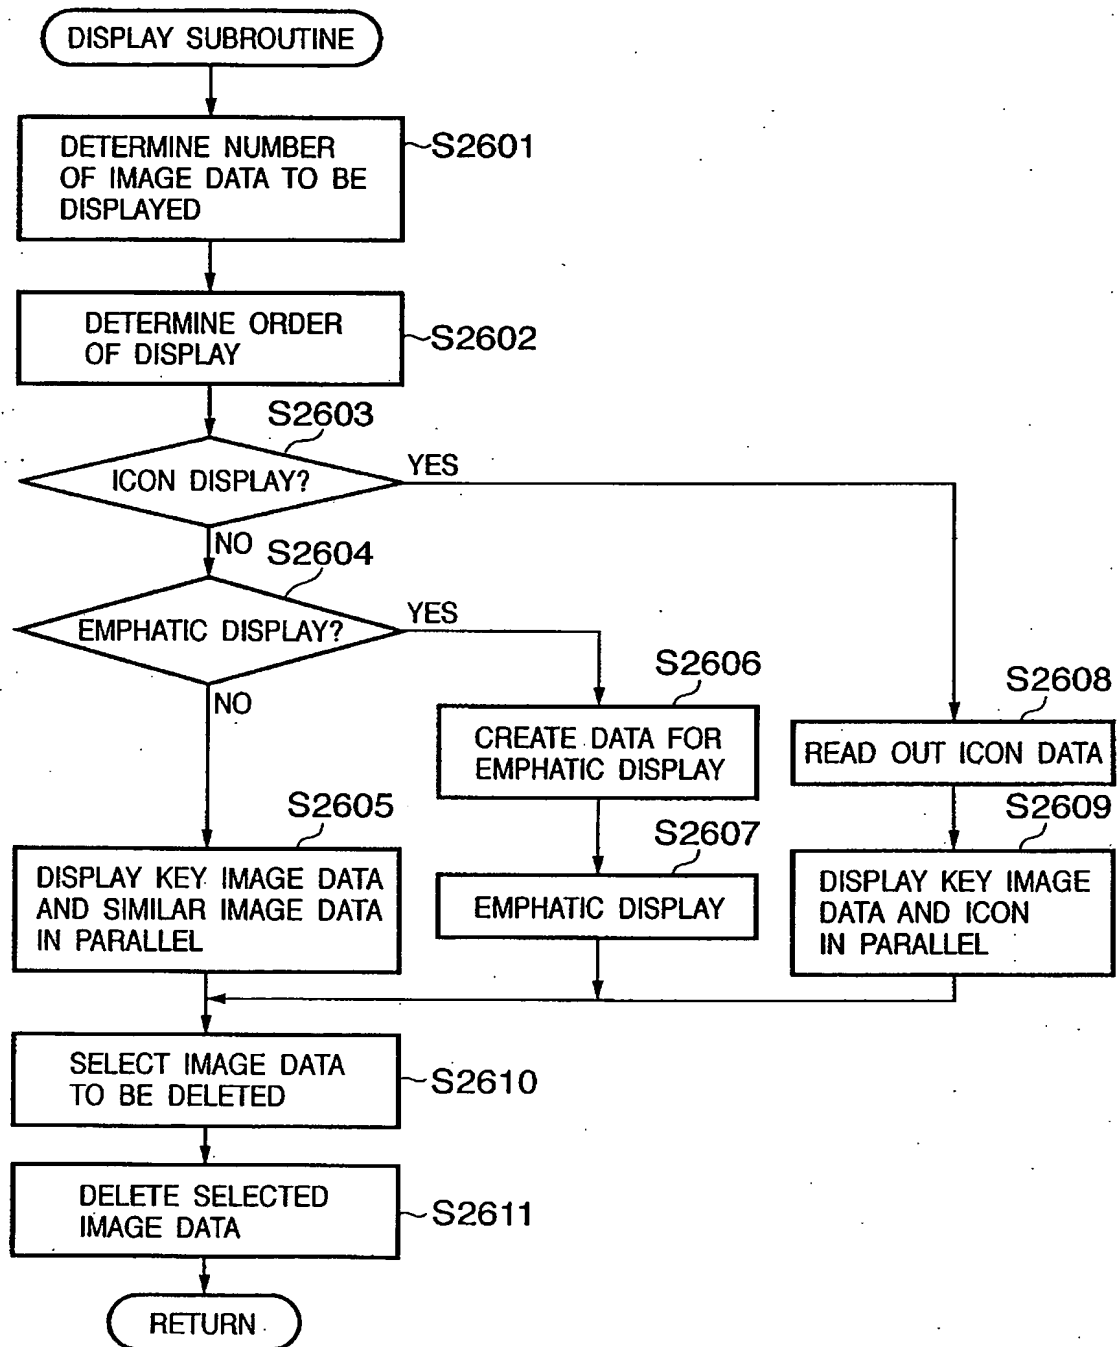 DISPLAY SUBROUTINE
DETERMINE NUMBER
OF IMAGE DATA TO BE
DISPLAYED
S2601
DETERMINE ORDER
OF DISPLAY
S2602
S2603
ICON DISPLAY?
YES
NO
S2604
EMPHATIC DISPLAY?
YES
NO
S2606
CREATE DATA FOR
EMPHATIC DISPLAY
S2608
READ OUT ICON DATA
S2605
DISPLAY KEY IMAGE DATA
AND SIMILAR IMAGE DATA
IN PARALLEL
S2607
EMPHATIC DISPLAY
S2609
DISPLAY KEY IMAGE
DATA AND ICON
IN PARALLEL
SELECT IMAGE DATA
TO BE DELETED
S2610
DELETE SELECTED
IMAGE DATA
S2611
RETURN